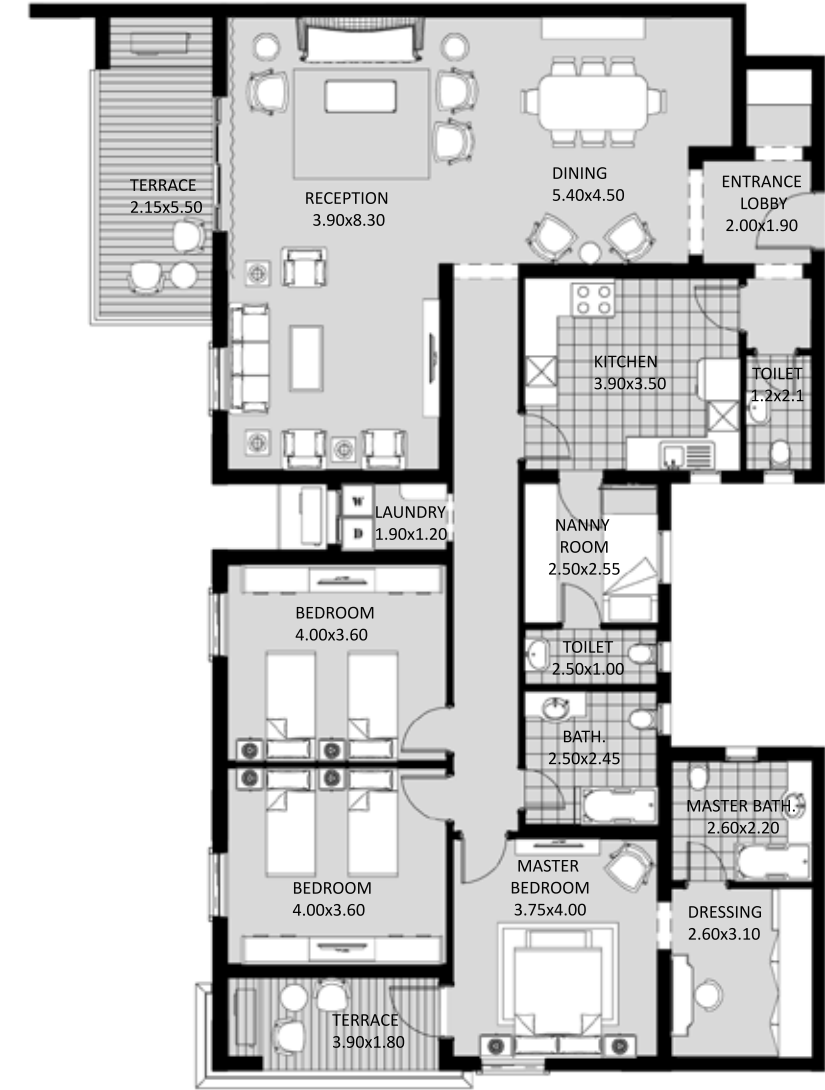 TERRACE
2.15x5.50
RECEPTION
3.90x8.30
DINING
5.40x4.50
ENTRANCE
LOBBY
2.00x1.90
KITCHEN
3.90x3.50
TOILET
1.2x2.1
W
D
LAUNDRY
1.90x1.20
NANNY
ROOM
2.50x2.55
BEDROOM
4.00x3.60
TOILET
2.50x1.00
BATH.
2.50x2.45
MASTER BATH.
2.60x2.20
BEDROOM
4.00x3.60
MASTER
BEDROOM
3.75x4.00
DRESSING
2.60x3.10
TERRACE
3.90x1.80